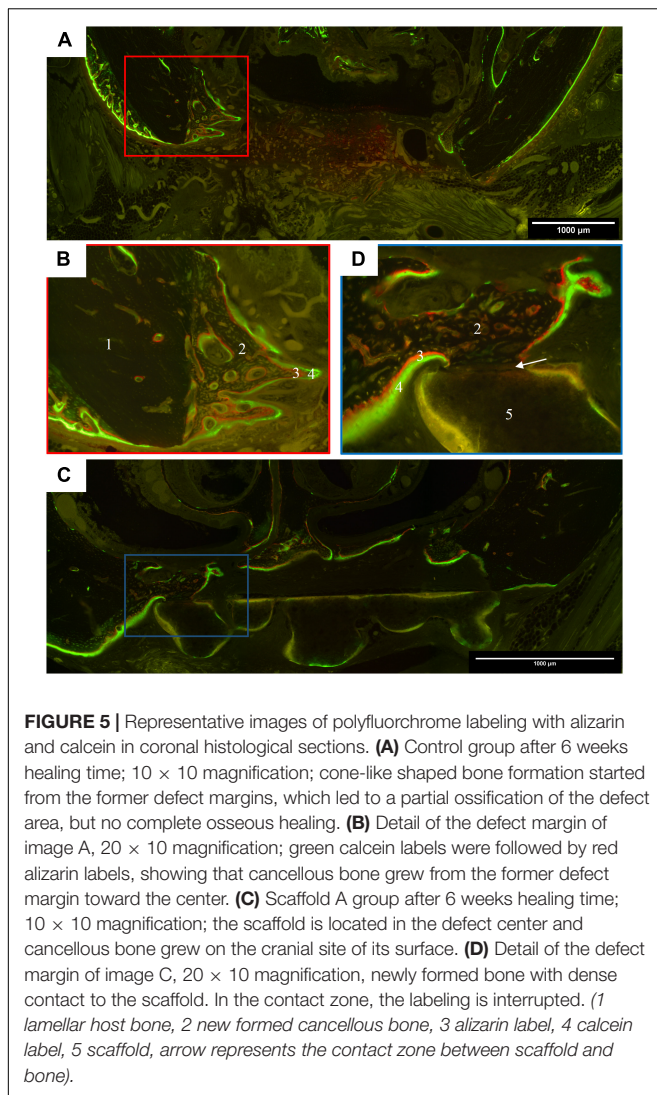 A
1000 µm
B
1
2
3
4
D
2
3
4
5
C
1000 µm
FIGURE 5 | Representative images of polyfluorchrome labeling with alizarin
and calcein in coronal histological sections. (A) Control group after 6 weeks
healing time; 10 × 10 magnification; cone-like shaped bone formation started
from the former defect margins, which led to a partial ossification of the defect
area, but no complete osseous healing. (B) Detail of the defect margin of
image A, 20 × 10 magnification; green calcein labels were followed by red
alizarin labels, showing that cancellous bone grew from the former defect
margin toward the center. (C) Scaffold A group after 6 weeks healing time;
10 × 10 magnification; the scaffold is located in the defect center and
cancellous bone grew on the cranial site of its surface. (D) Detail of the defect
margin of image C, 20 × 10 magnification, newly formed bone with dense
contact to the scaffold. In the contact zone, the labeling is interrupted. (1
lamellar host bone, 2 new formed cancellous bone, 3 alizarin label, 4 calcein
label, 5 scaffold, arrow represents the contact zone between scaffold and
bone).